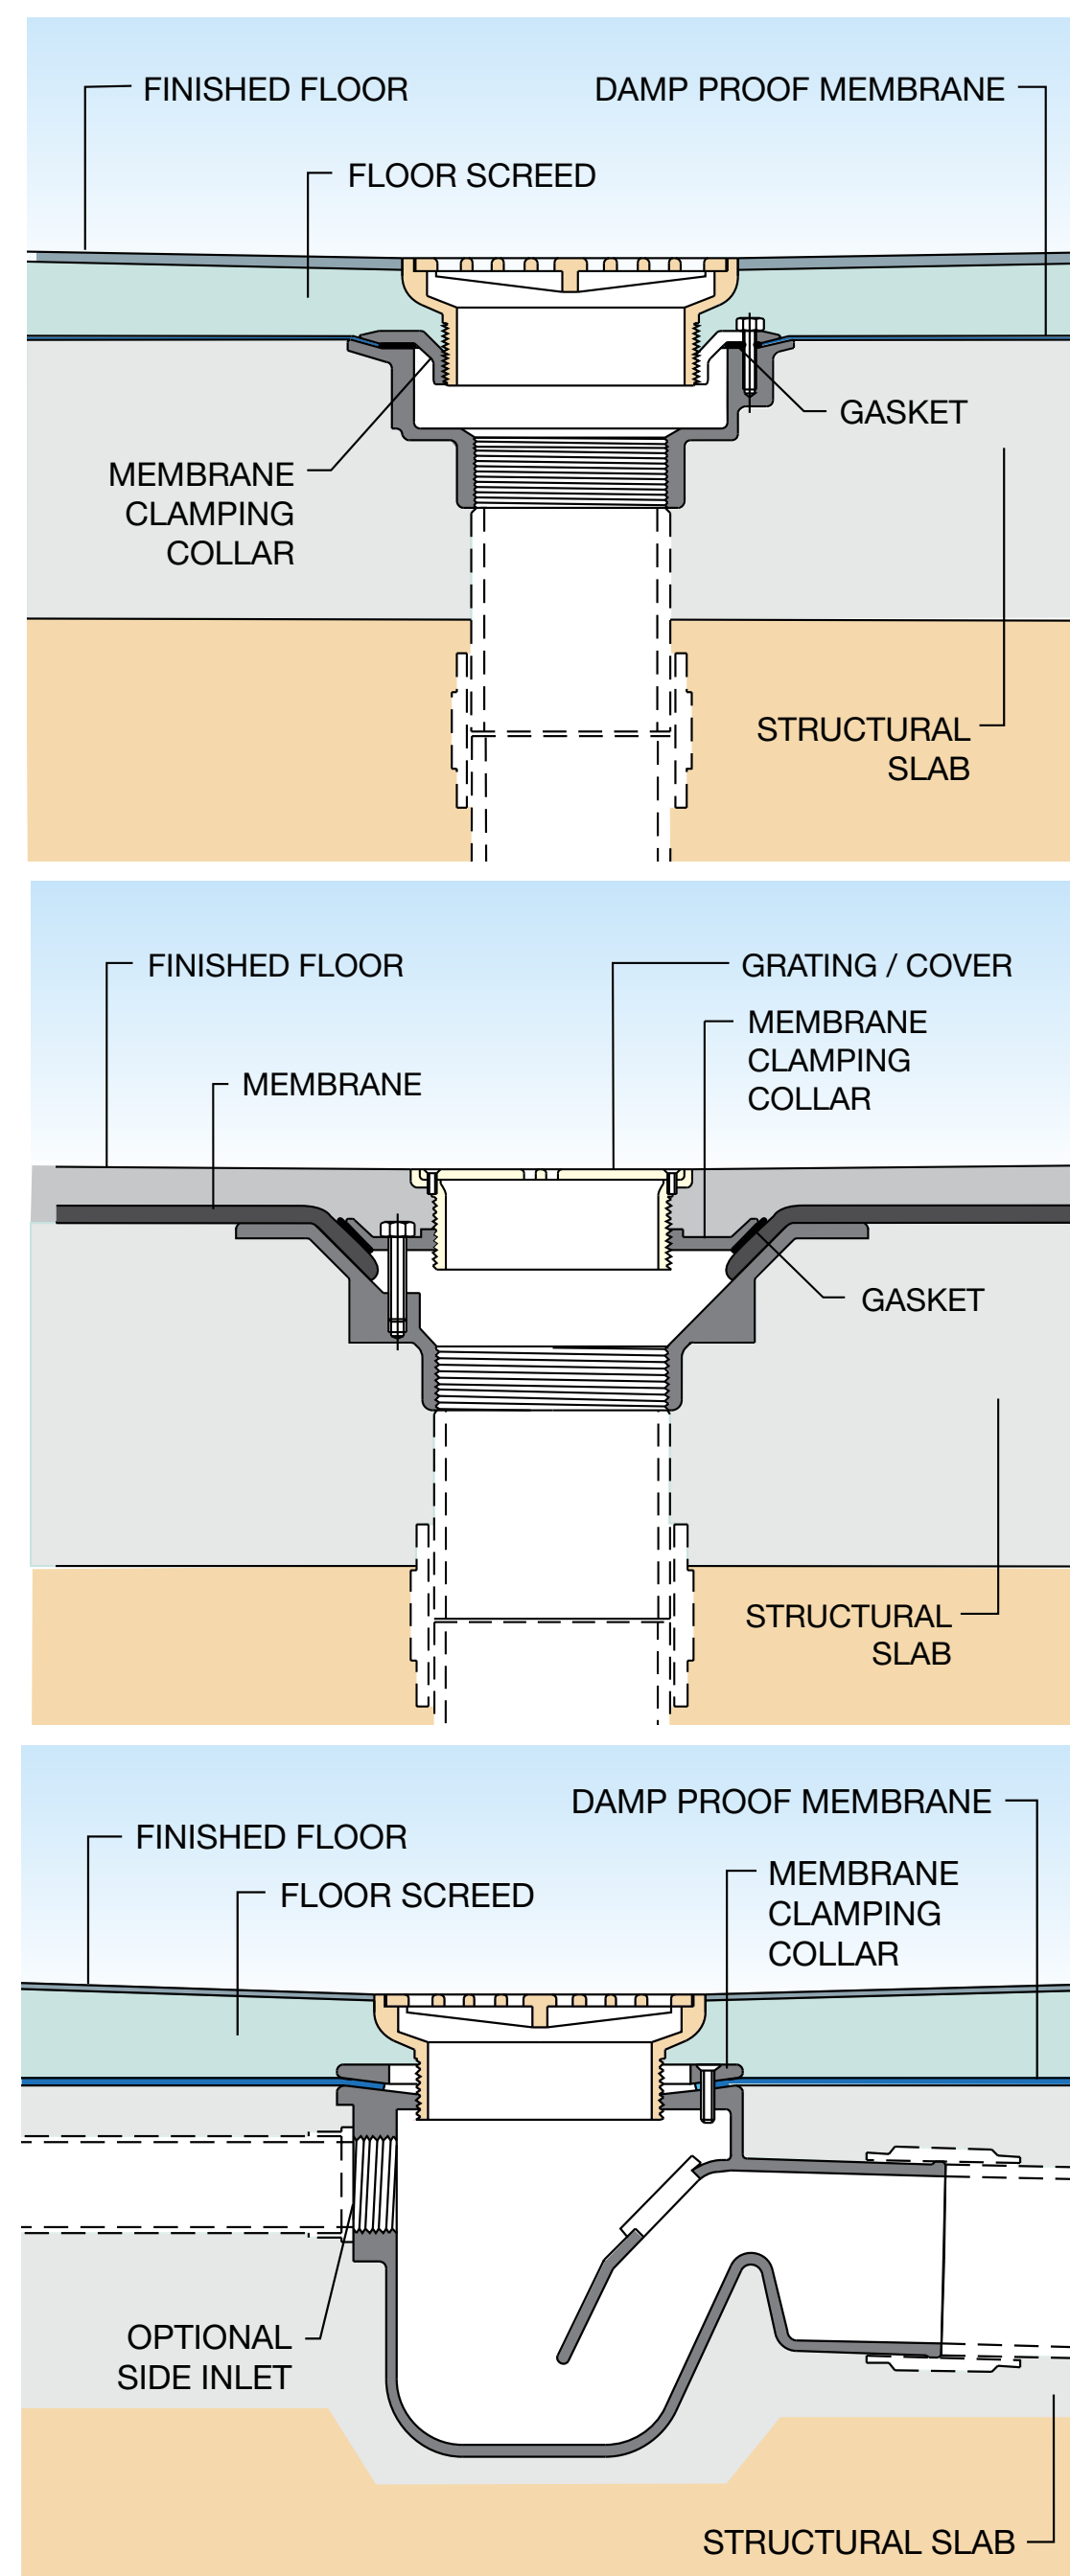 FINISHED FLOOR
DAMP PROOF MEMBRANE
FLOOR SCREED
GASKET
MEMBRANE
CLAMPING
COLLAR
STRUCTURAL
SLAB
FINISHED FLOOR
GRATING / COVER
MEMBRANE
CLAMPING
COLLAR
MEMBRANE
GASKET
STRUCTURAL
SLAB
DAMP PROOF MEMBRANE
FINISHED FLOOR
MEMBRANE
CLAMPING
COLLAR
FLOOR SCREED
OPTIONAL
SIDE INLET
STRUCTURAL SLAB